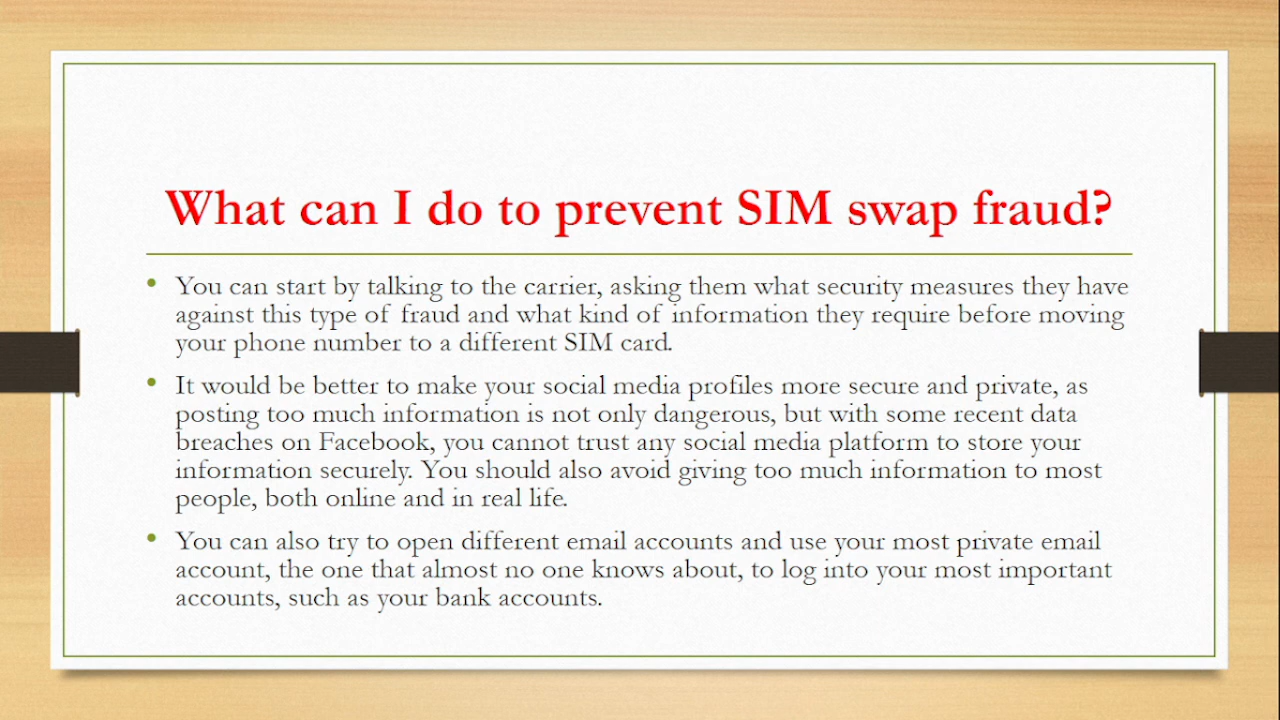 What can I do to prevent SIM swap fraud?
• You can start by talking to the carrier, asking them what security measures they have
against this type of fraud and what kind of information they require before moving
your phone number to a different SIM card.
• It would be better to make your social media profiles more secure and private, as
posting too much information is not only dangerous, but with some recent data
breaches on Facebook, you cannot trust any social media platform to store your
information securely. You should also avoid giving too much information to most
people, both online and in real life.
• You can also try to open different email accounts and use your most private email
account, the one that almost no one knows about, to log into your most important
accounts, such as your bank accounts.